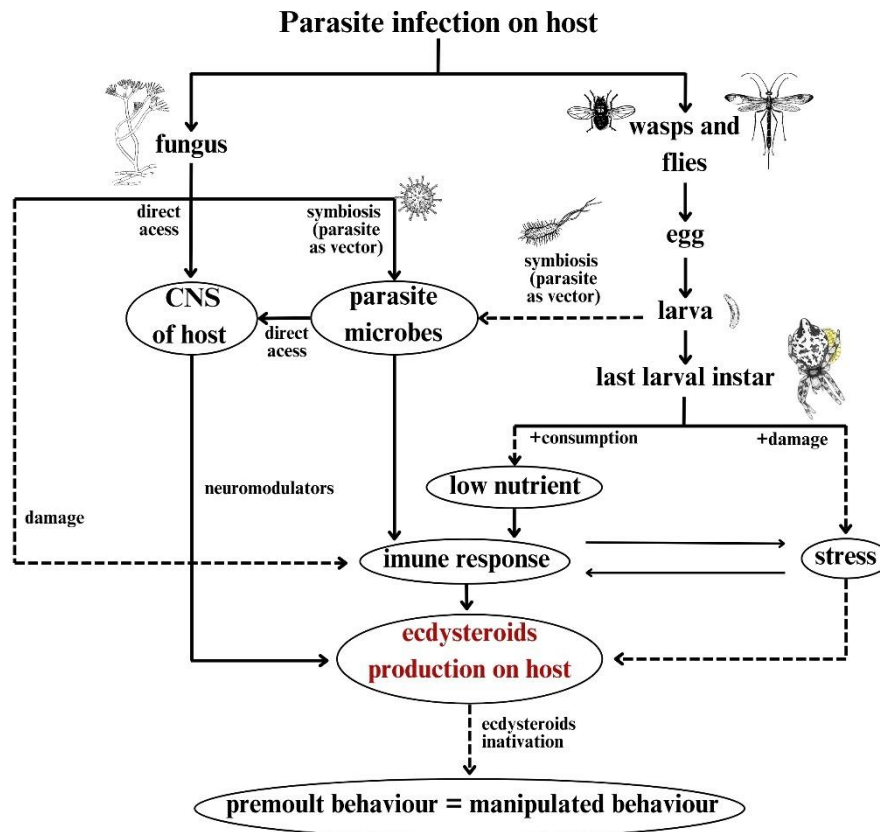 Parasite infection on host
fungus
wasps and
flies
direct
acess
symbiosis
(parasite
as vector)
symbiosis
(parasite
as vector)
egg
CNS
of host
direct
acess
parasite
microbes
larva
last larval instar
+consumption
+damage
neuromodulators
low nutrient
damage
imune response
stress
ecdysteroids
production on host
ecdysteroids
inativation
premoult behaviour = manipulated behaviour